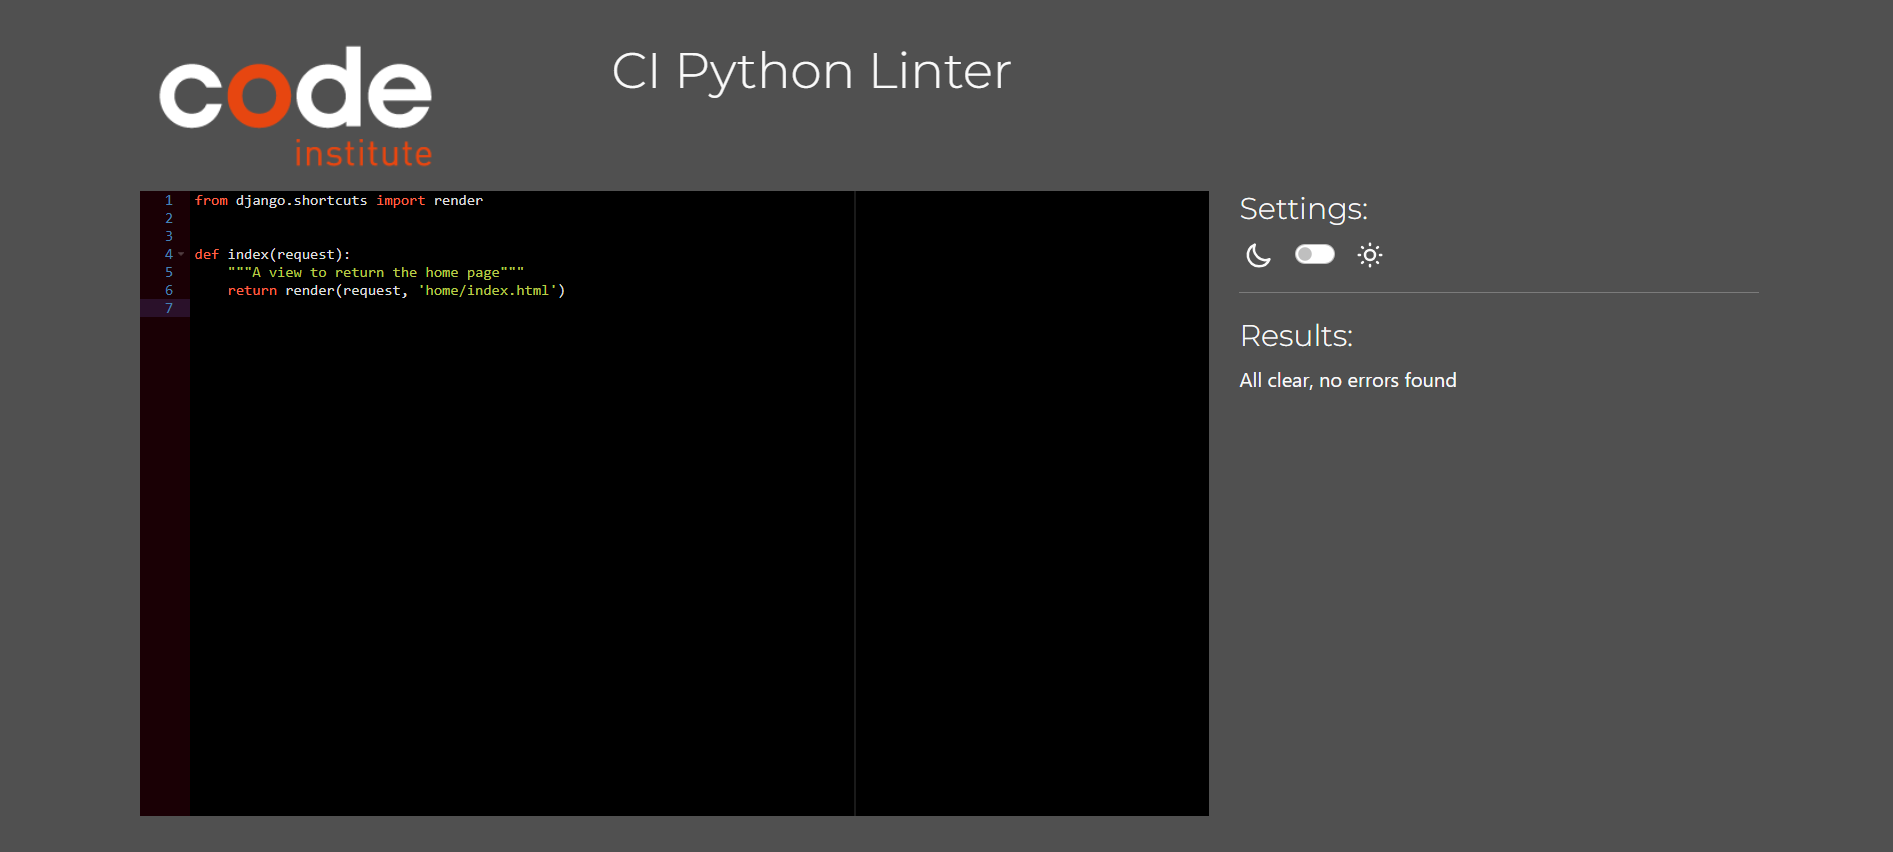 code
institute
CI Python Linter
1 from django.shortcuts import render
2
3
4 def index(request):
5     """A view to return the home page"""
6     return render(request, 'home/index.html')
7
Settings:
Results:
All clear, no errors found